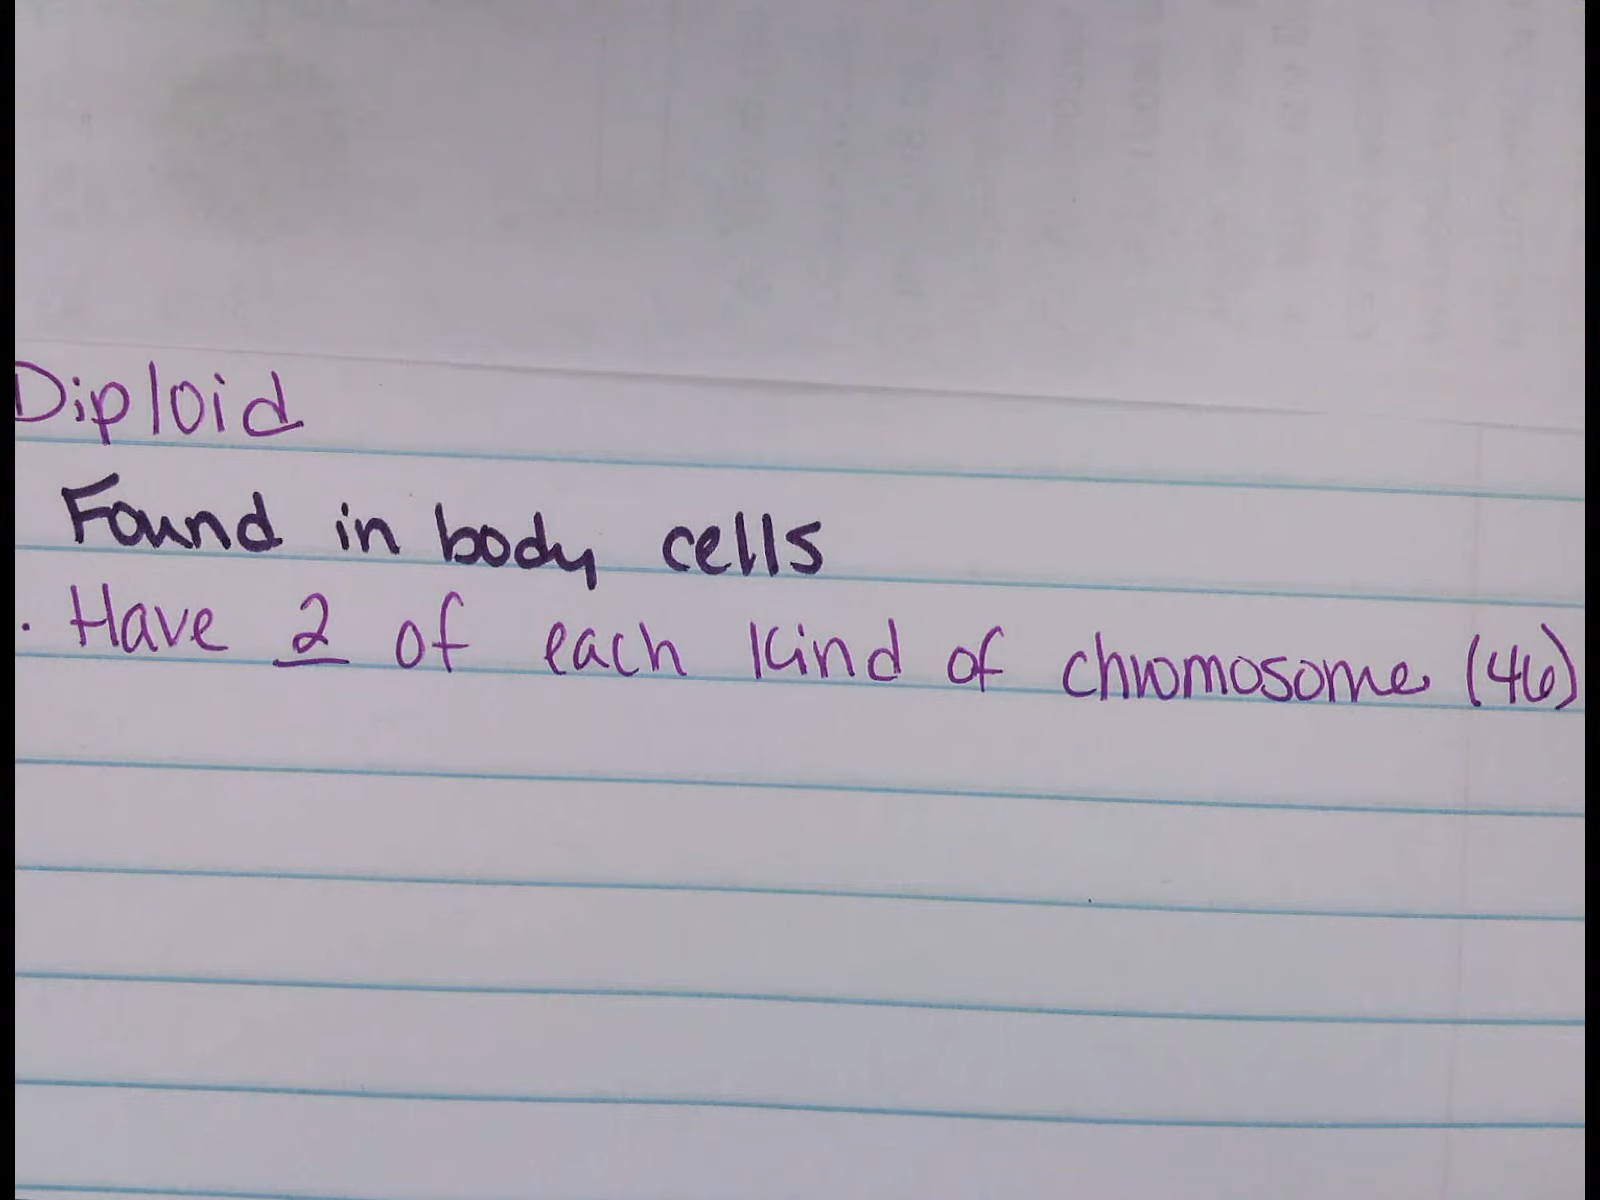 Diploid
Found in body cells
. Have 2 of each kind of chromosome (46)